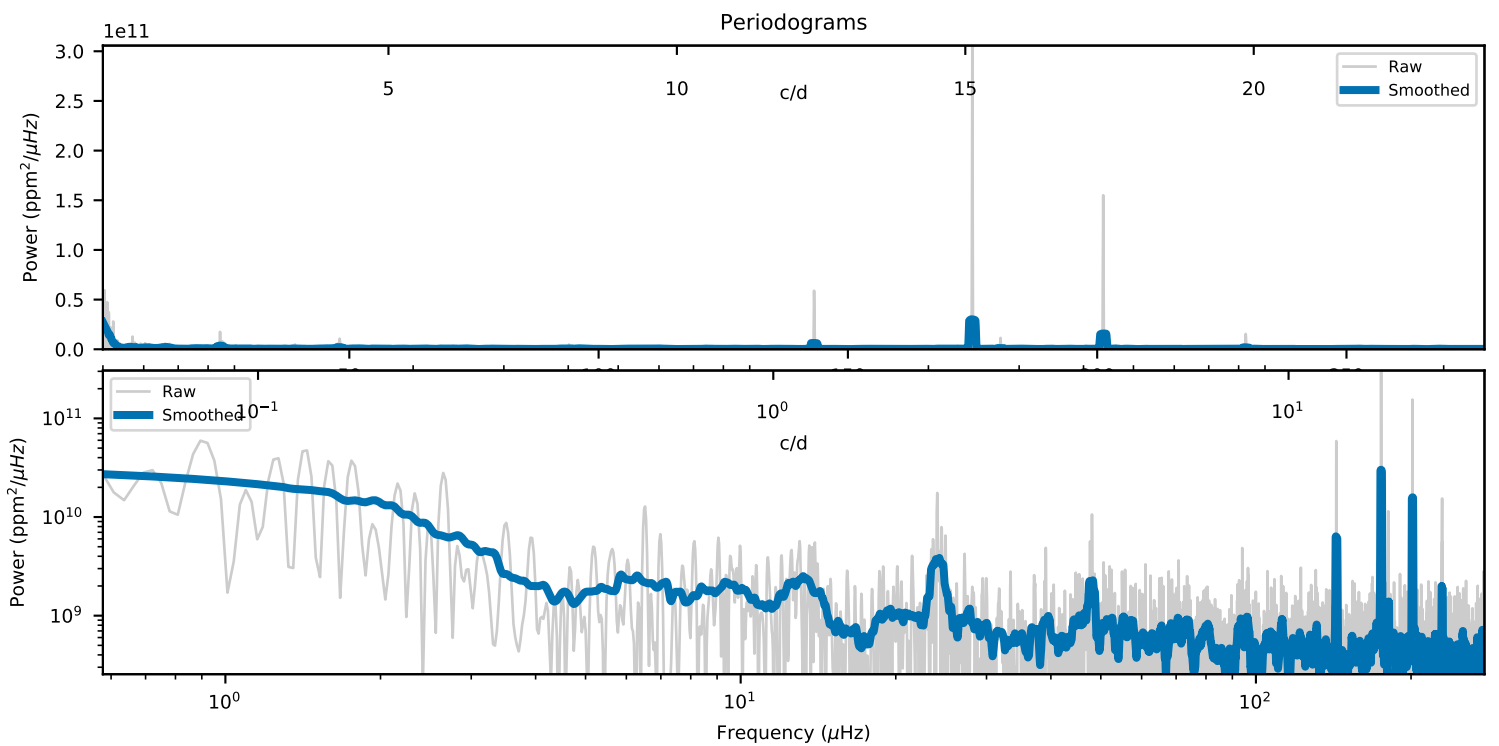 Periodograms
1e11
3.0
2.5
2.0
1.5
1.0
0.5
0.0
Power (ppm²/μHz)
5 10 15 20
c/d
Raw
Smoothed
Raw
Smoothed
10⁻¹ 10⁰ 10¹
c/d
10¹¹
10¹⁰
10⁹
Power (ppm²/μHz)
10⁰ 10¹ 10²
Frequency (μHz)